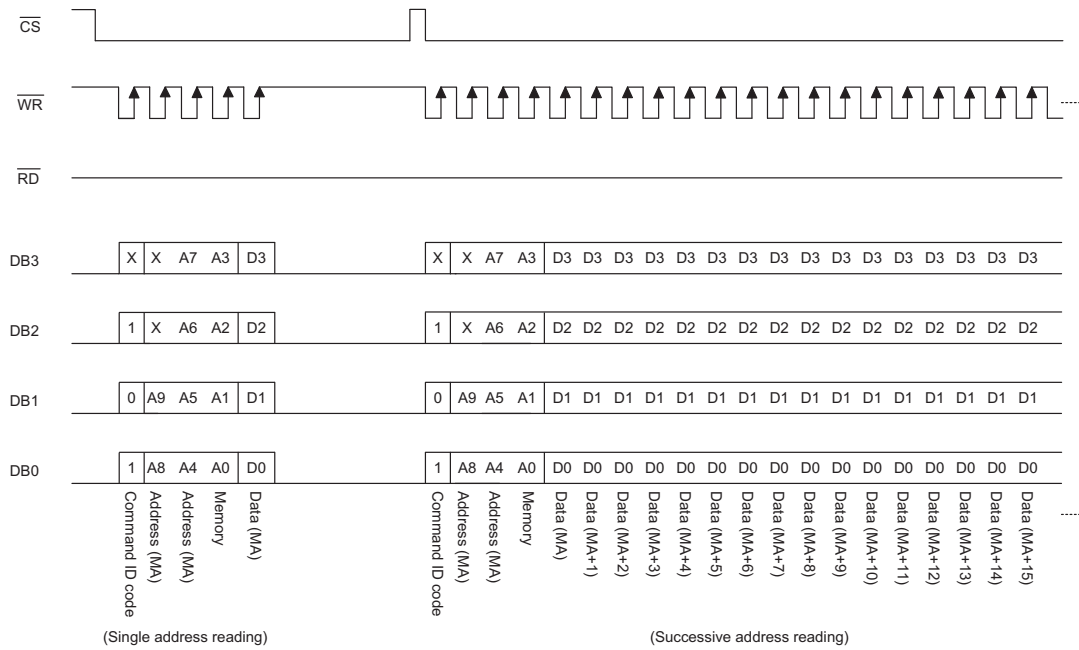 CS
WR
RD
DB3 X X A7 A3 D3 X X A7 A3 D3 D3 D3 D3 D3 D3 D3 D3 D3 D3 D3 D3 D3 D3 D3 D3
DB2 1 X A6 A2 D2 1 X A6 A2 D2 D2 D2 D2 D2 D2 D2 D2 D2 D2 D2 D2 D2 D2 D2 D2
DB1 0 A9 A5 A1 D1 0 A9 A5 A1 D1 D1 D1 D1 D1 D1 D1 D1 D1 D1 D1 D1 D1 D1 D1 D1
DB0 1 A8 A4 A0 D0 1 A8 A4 A0 D0 D0 D0 D0 D0 D0 D0 D0 D0 D0 D0 D0 D0 D0 D0 D0
Command ID code
Address (MA)
Address (MA)
Memory
Data (MA)
Command ID code
Address (MA)
Address (MA)
Memory
Data (MA)
Data (MA+1)
Data (MA+2)
Data (MA+3)
Data (MA+4)
Data (MA+5)
Data (MA+6)
Data (MA+7)
Data (MA+8)
Data (MA+9)
Data (MA+10)
Data (MA+11)
Data (MA+12)
Data (MA+13)
Data (MA+14)
Data (MA+15)
(Single address reading)
(Successive address reading)